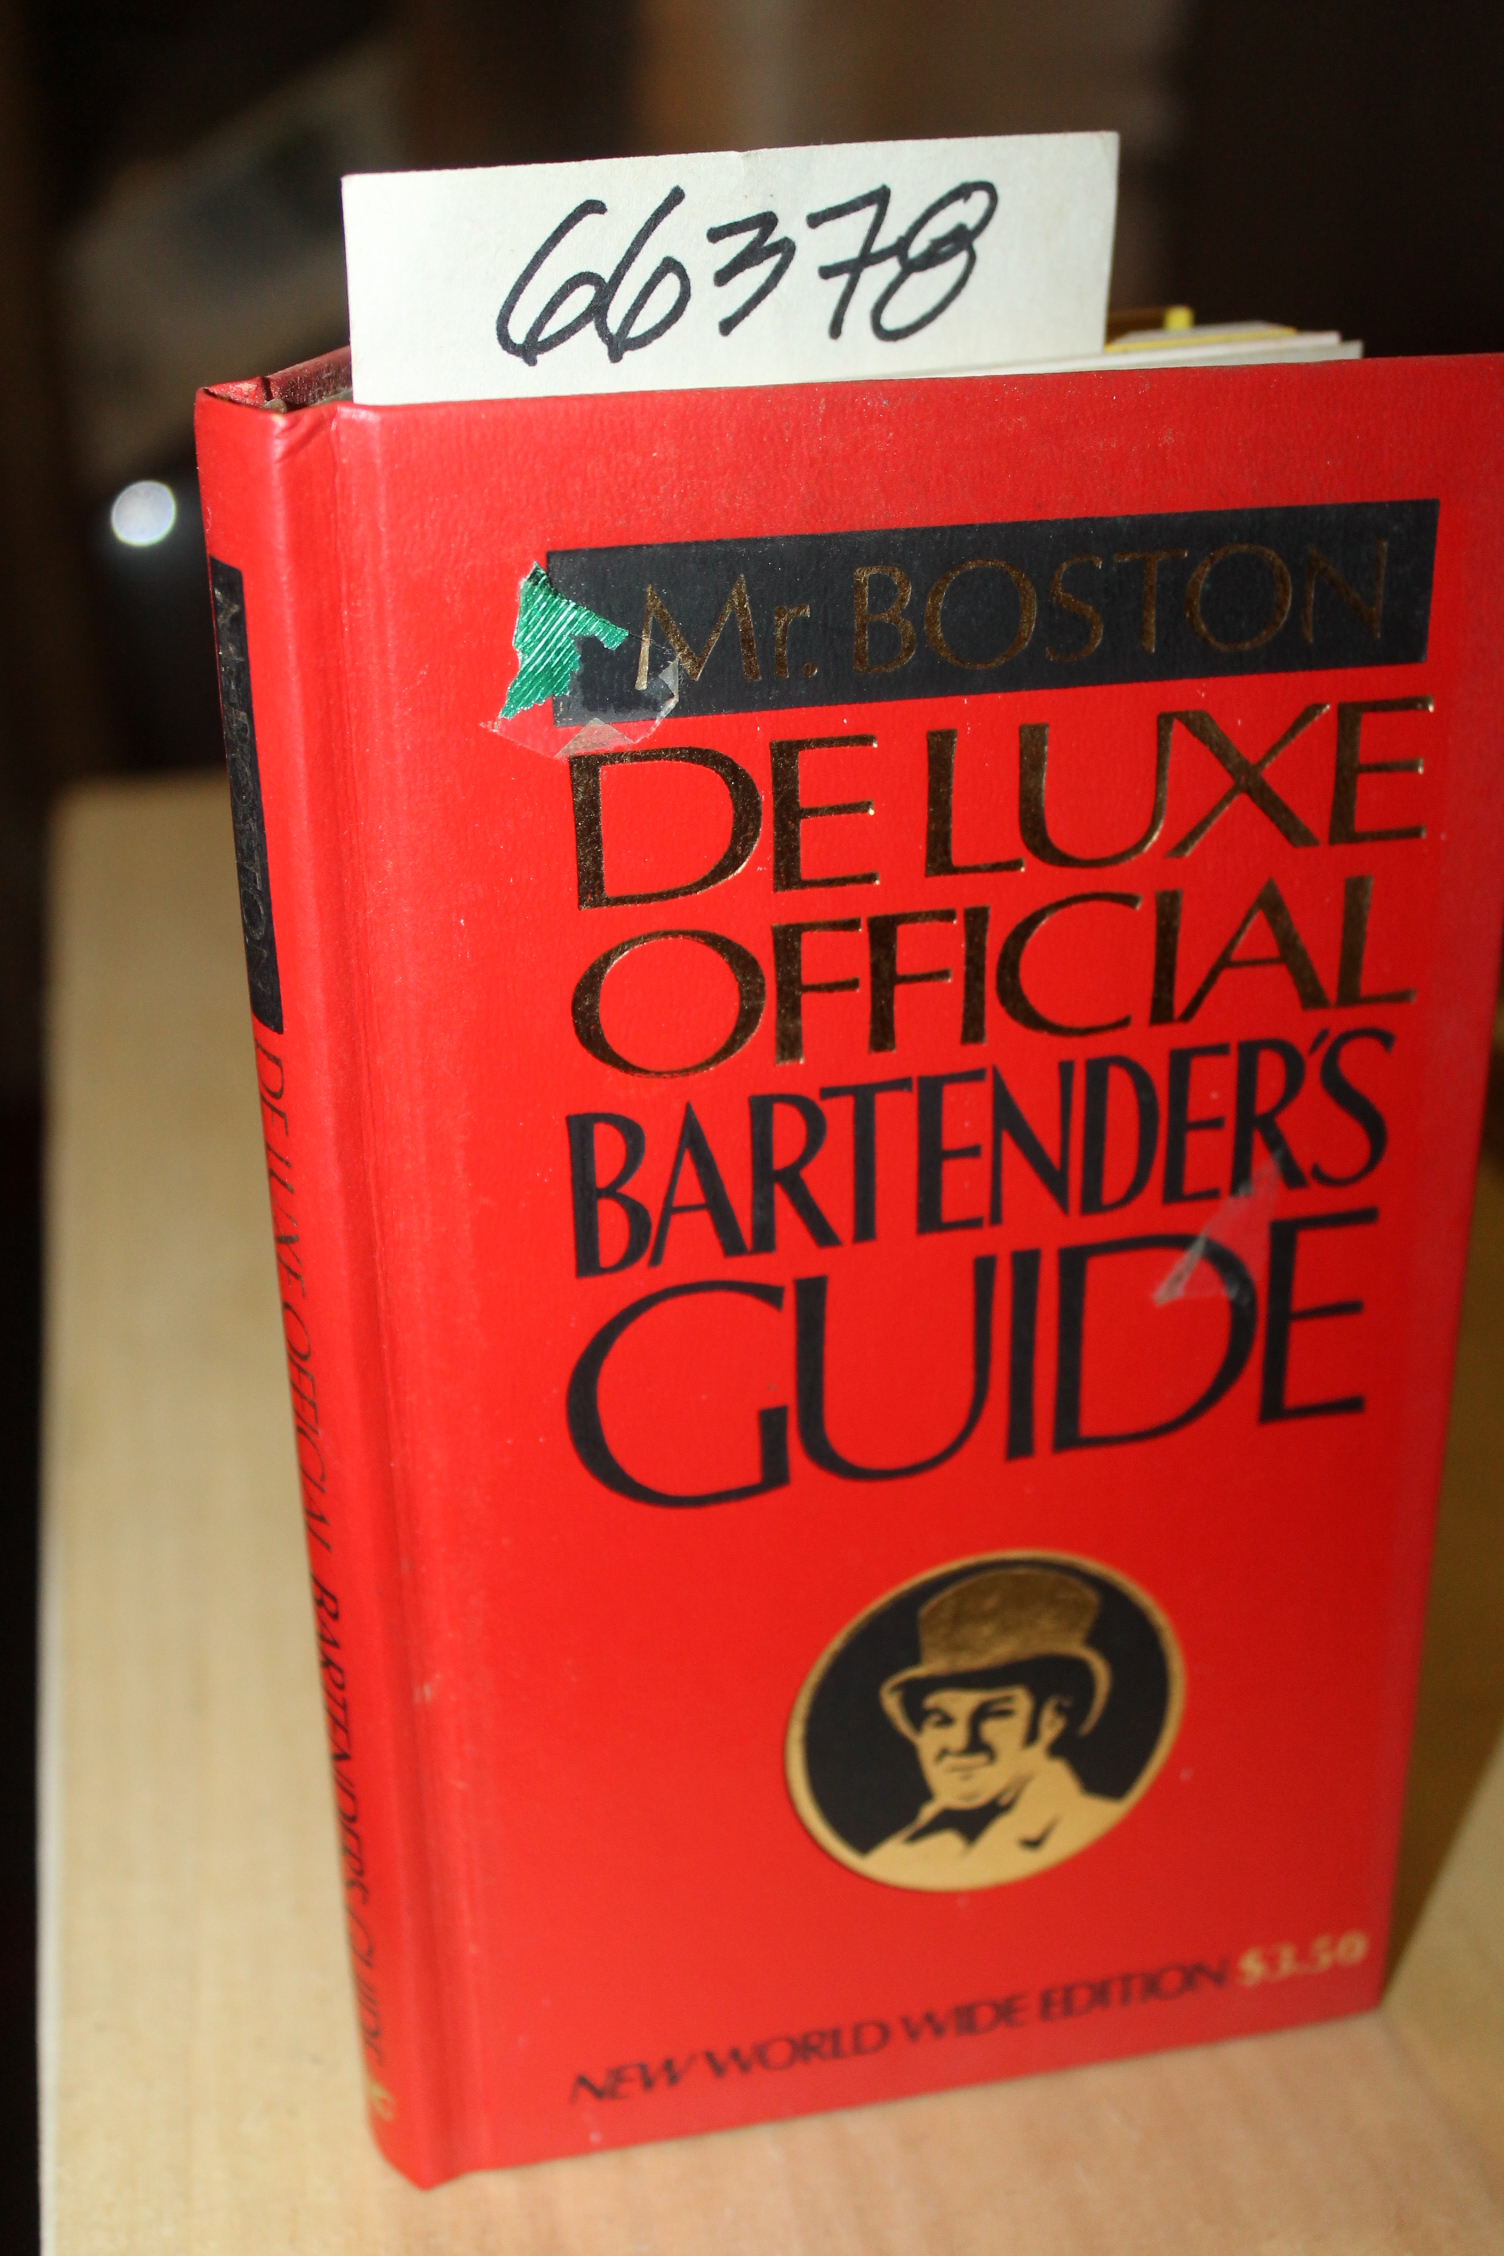 66378
Mr. BOSTON
DE LUXE
OFFICIAL
BARTENDER'S
GUIDE
NEW WORLD WIDE EDITION $3.50
Mr. BOSTON DE LUXE OFFICIAL BARTENDER'S GUIDE